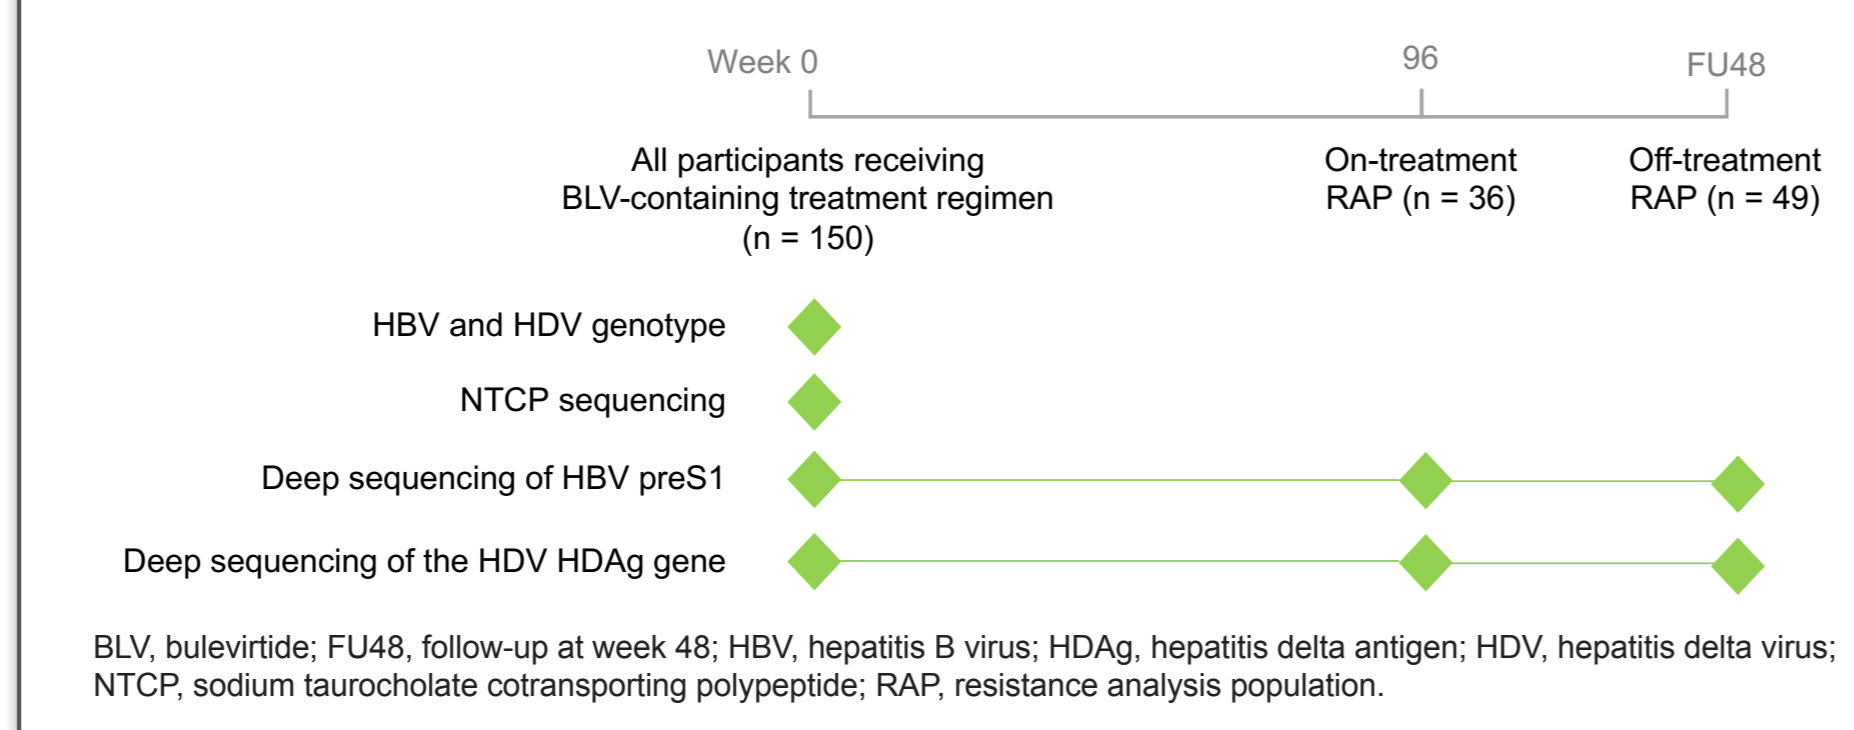 Week 0
96
FU48
All participants receiving
BLV-containing treatment regimen
(n = 150)
On-treatment
RAP (n = 36)
Off-treatment
RAP (n = 49)
HBV and HDV genotype
NTCP sequencing
Deep sequencing of HBV preS1
Deep sequencing of the HDV HDAg gene
BLV, bulevirtide; FU48, follow-up at week 48; HBV, hepatitis B virus; HDAg, hepatitis delta antigen; HDV, hepatitis delta virus;
NTCP, sodium taurocholate cotransporting polypeptide; RAP, resistance analysis population.